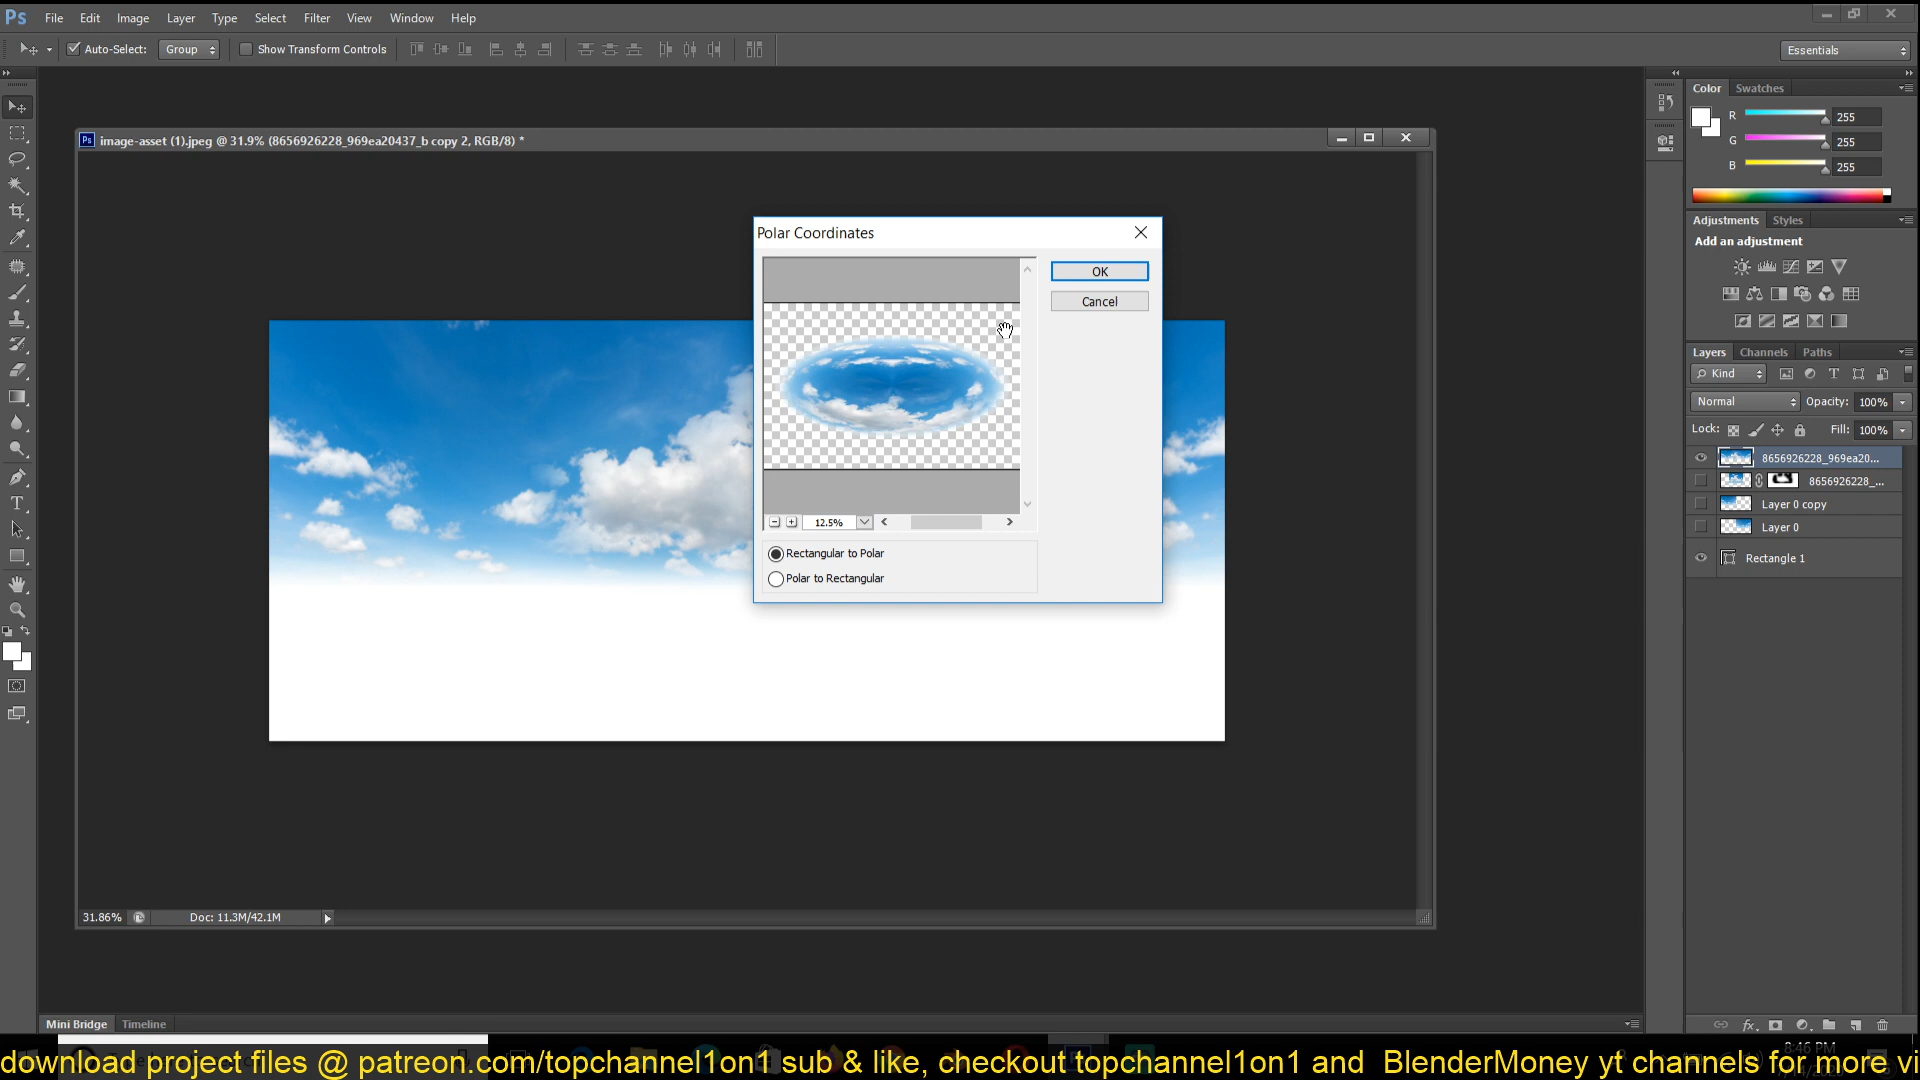 Ps File Edit Image Layer Type Select Filter View Window Help
Auto-Select: Group Show Transform Controls Essentials
Color Swatches
R 255
G 255
B 255
Ps image-asset (1).jpeg @ 31.9% (8656926228_969ea20437_b copy 2, RGB/8) *
Adjustments Styles
Add an adjustment
Polar Coordinates
OK
Cancel
12.5%
Rectangular to Polar
Polar to Rectangular
Layers Channels Paths
Kind
Normal Opacity: 100%
Lock: Fill: 100%
8656926228_969ea20...
8656926228_...
Layer 0 copy
Layer 0
Rectangle 1
31.86% Doc: 11.3M/42.1M
Mini Bridge Timeline
8:46 PM
download project files @ patreon.com/topchannel1on1 sub & like, checkout topchannel1on1 and BlenderMoney yt channels for more vi